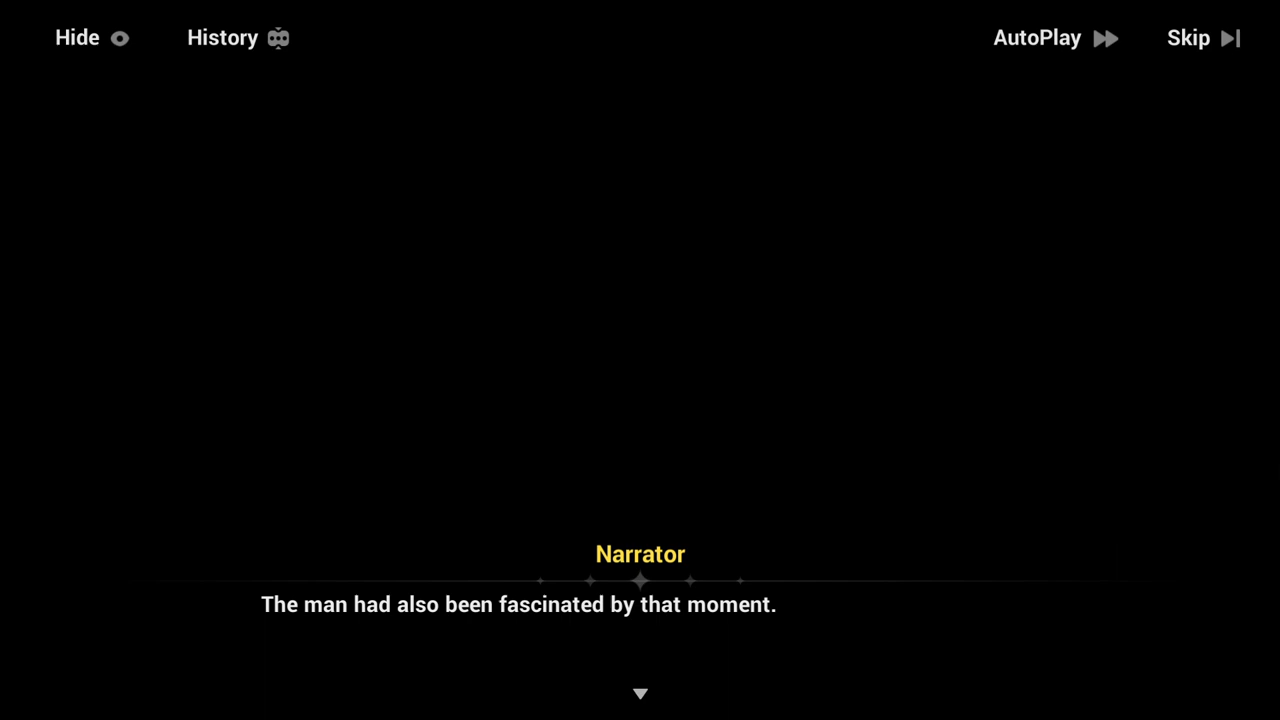 Hide
History
AutoPlay
Skip
Narrator
The man had also been fascinated by that moment.